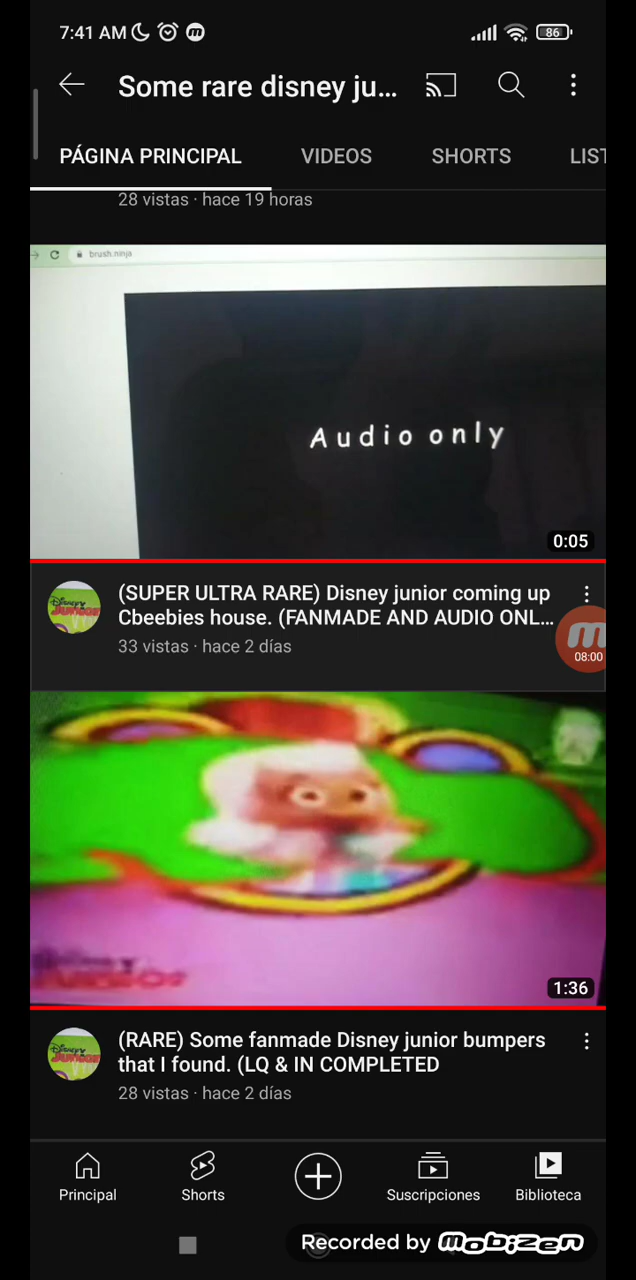 7:41 AM
86
Some rare disney ju...
PÁGINA PRINCIPAL
VIDEOS
SHORTS
LIST
28 vistas · hace 19 horas
brush.ninja
Audio only
0:05
(SUPER ULTRA RARE) Disney junior coming up
Cbeebies house. (FANMADE AND AUDIO ONL...
33 vistas · hace 2 días
08:00
1:36
(RARE) Some fanmade Disney junior bumpers
that I found. (LQ & IN COMPLETED
28 vistas · hace 2 días
Principal
Shorts
Suscripciones
Biblioteca
Recorded by mobizen